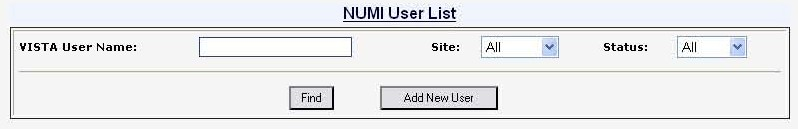 NUMI User List
VISTA User Name: Site: All Status: All
Find Add New User